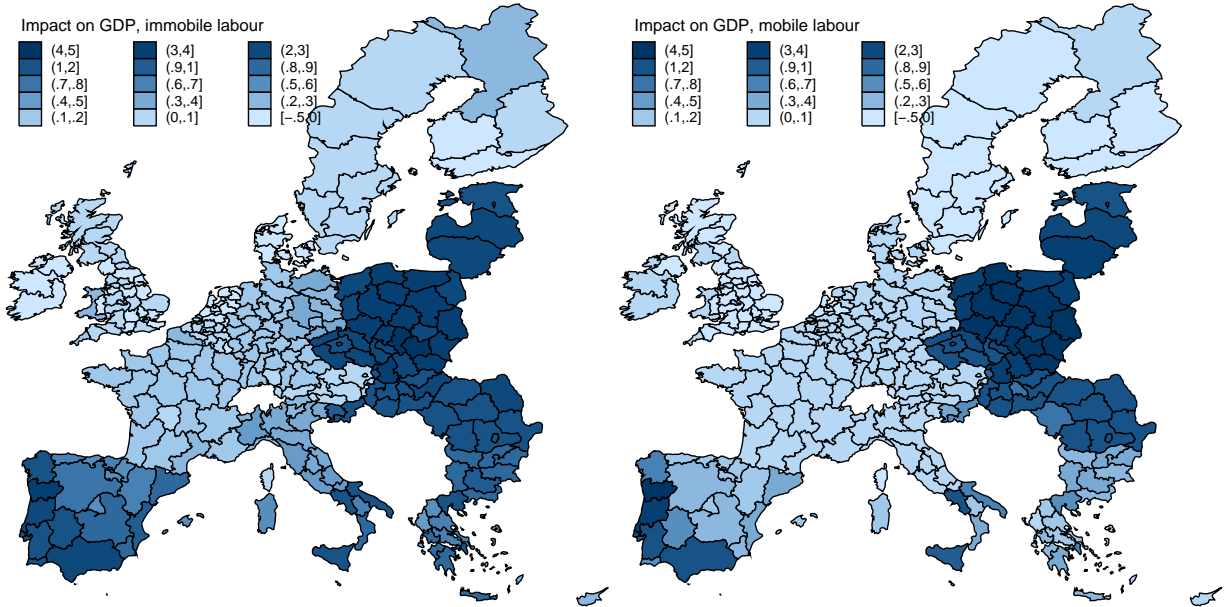 Impact on GDP, immobile labour
(4,5] (3,4] (2,3]
(1,2] (.9,1] (.8,.9]
(.7,.8] (.6,.7] (.5,.6]
(.4,.5] (.3,.4] (.2,.3]
(.1,.2] (0,.1] [−.5,0]
Impact on GDP, mobile labour
(4,5] (3,4] (2,3]
(1,2] (.9,1] (.8,.9]
(.7,.8] (.6,.7] (.5,.6]
(.4,.5] (.3,.4] (.2,.3]
(.1,.2] (0,.1] [−.5,0]